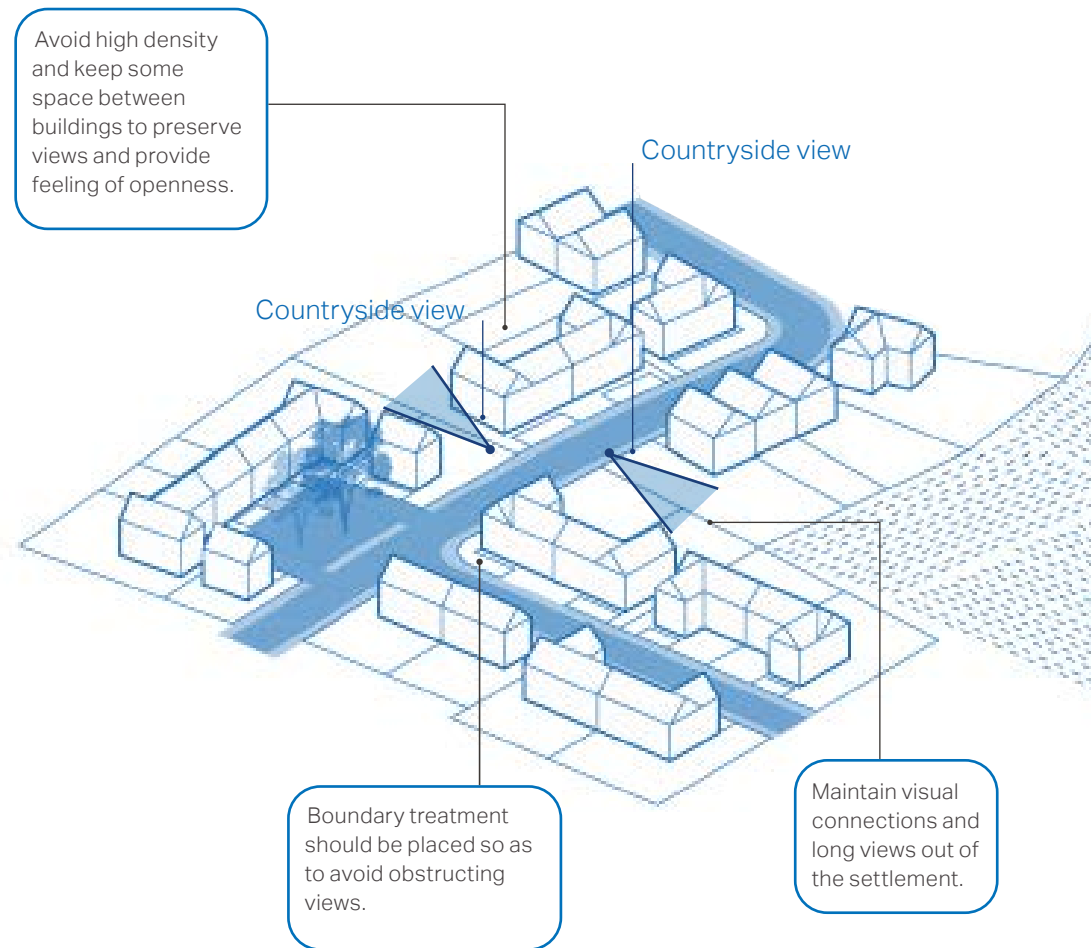 Avoid high density
and keep some
space between
buildings to preserve
views and provide
feeling of openness.
Countryside view
Countryside view
Boundary treatment
should be placed so as
to avoid obstructing
views.
Maintain visual
connections and
long views out of
the settlement.